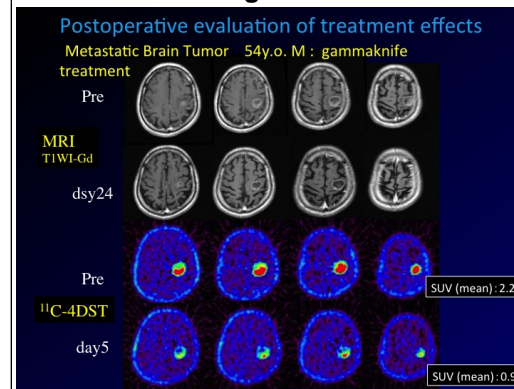 Postoperative evaluation of treatment effects
Metastatic Brain Tumor 54y.o. M : gammaknife
treatment
Pre
MRI
T1WI-Gd
dsy24
Pre
SUV (mean) : 2.2
¹¹C-4DST
day5
SUV (mean) : 0.9